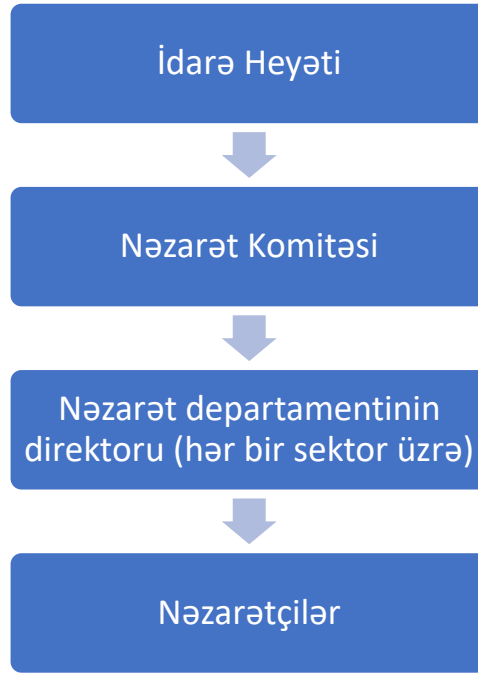 İdarə Heyəti
Nəzarət Komitəsi
Nəzarət departamentinin
direktoru (hər bir sektor üzrə)
Nəzarətçilər